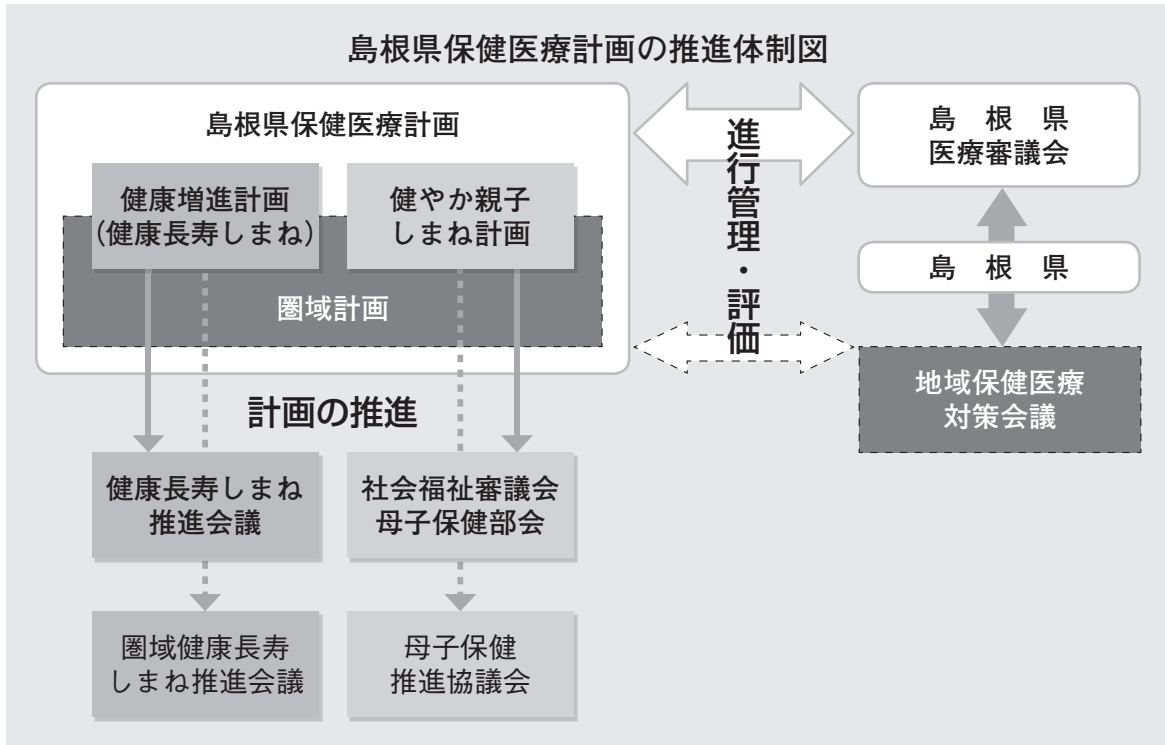 島根県保健医療計画の推進体制図
島根県保健医療計画
健康増進計画
(健康長寿しまね)
健やか親子
しまね計画
圏域計画
進行管理・評価
島　根　県
医療審議会
島　根　県
地域保健医療
対策会議
計画の推進
健康長寿しまね
推進会議
社会福祉審議会
母子保健部会
圏域健康長寿
しまね推進会議
母子保健
推進協議会